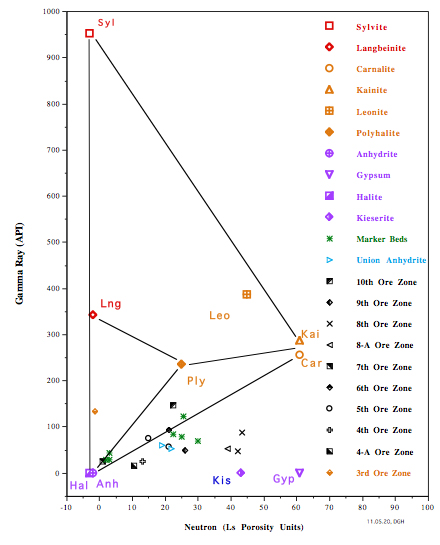 1000
900
800
700
600
500
400
300
200
100
0
-10
-10 0 10 20 30 40 50 60 70 80 90 100
Gamma Ray (API)
Neutron (Ls Porosity Units)
11.05.20, DGH
Syl
Lng
Leo
Kai
Car
Ply
Hal Anh
Kis
Gyp
Sylvite
Langbeinite
Carnalite
Kainite
Leonite
Polyhalite
Anhydrite
Gypsum
Halite
Kieserite
Marker Beds
Union Anhydrite
10th Ore Zone
9th Ore Zone
8th Ore Zone
8-A Ore Zone
7th Ore Zone
6th Ore Zone
5th Ore Zone
4th Ore Zone
4-A Ore Zone
3rd Ore Zone